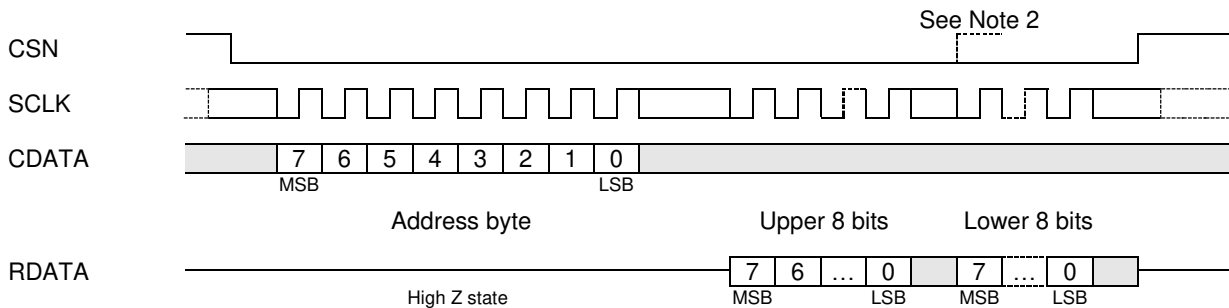 See Note 2
CSN
SCLK
CDATA 7 6 5 4 3 2 1 0
MSB LSB
Address byte Upper 8 bits Lower 8 bits
RDATA 7 6 ... 0 7 ... 0
High Z state MSB LSB MSB LSB